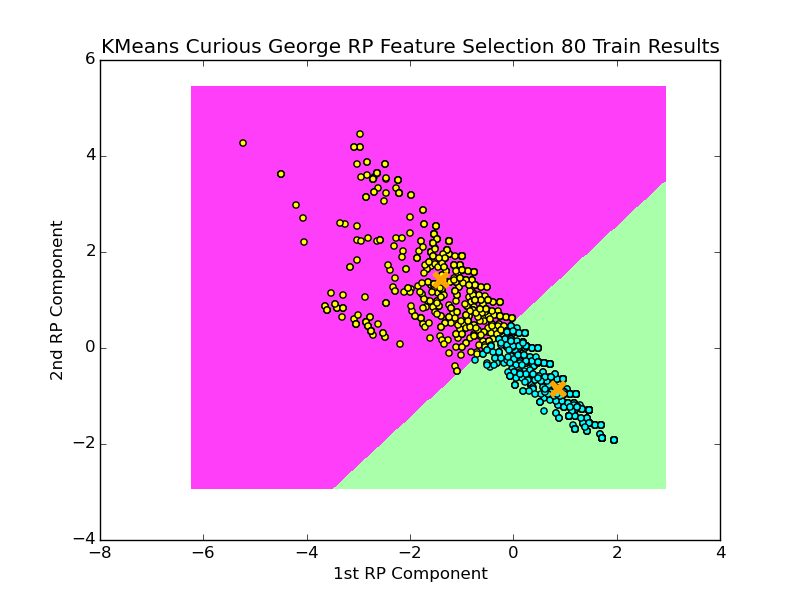 KMeans Curious George RP Feature Selection 80 Train Results
6
4
2
0
−2
−4
2nd RP Component
−8 −6 −4 −2 0 2 4
1st RP Component